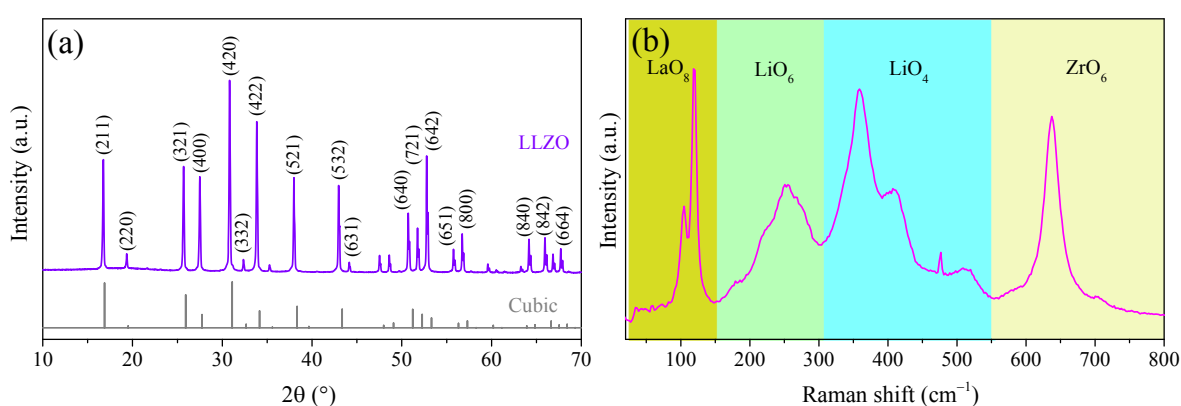 (a)
Intensity (a.u.)
(211)
(220)
(321)
(400)
(420)
(332)
(422)
(521)
(532)
(631)
(640)
(721)
(642)
(651)
(800)
(840)
(842)
(664)
LLZO
Cubic
10 20 30 40 50 60 70
2θ (°)
(b)
Intensity (a.u.)
LaO₈ LiO₆ LiO₄ ZrO₆
100 200 300 400 500 600 700 800
Raman shift (cm⁻¹)